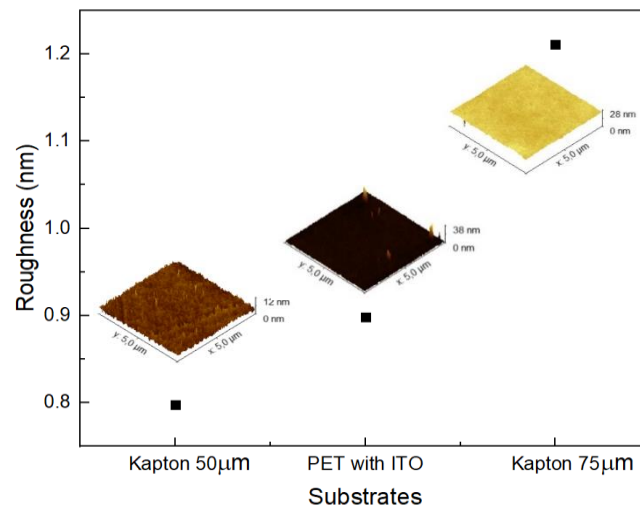 1.2
1.1
1.0
0.9
0.8
Roughness (nm)
28 nm
0 nm
y: 5,0 µm
x: 5,0 µm
38 nm
0 nm
y: 5,0 µm
x: 5,0 µm
12 nm
0 nm
y: 5,0 µm
x: 5,0 µm
Kapton 50µm
PET with ITO
Kapton 75µm
Substrates